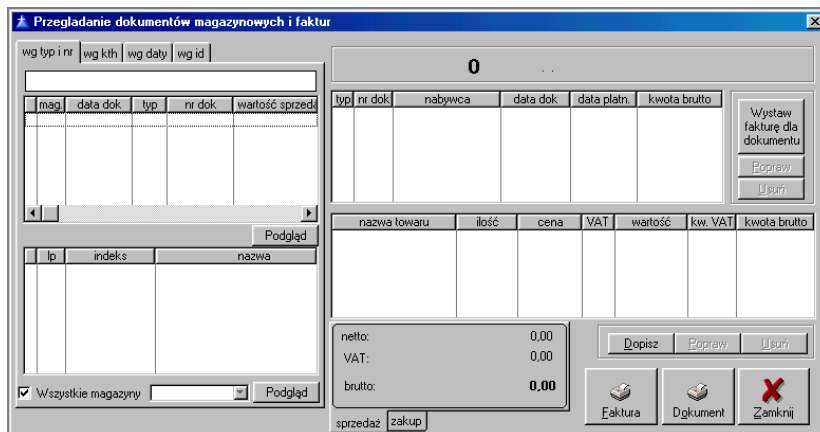 Przegladanie dokumentów magazynowych i faktur
wg typ i nr wg kth wg daty wg id
mag. data dok typ nr dok wartość sprzeda
Podgląd
lp indeks nazwa
Wszystkie magazyny Podgląd
0 . .
typ nr dok nabywca data dok data płatn. kwota brutto
Wystaw
fakturę dla
dokumentu
Popraw
Usuń
nazwa towaru ilość cena VAT wartość kw. VAT kwota brutto
netto: 0,00
VAT: 0,00
brutto: 0,00
sprzedaż zakup
Dopisz Popraw Usuń
Faktura Dokument Zamknij